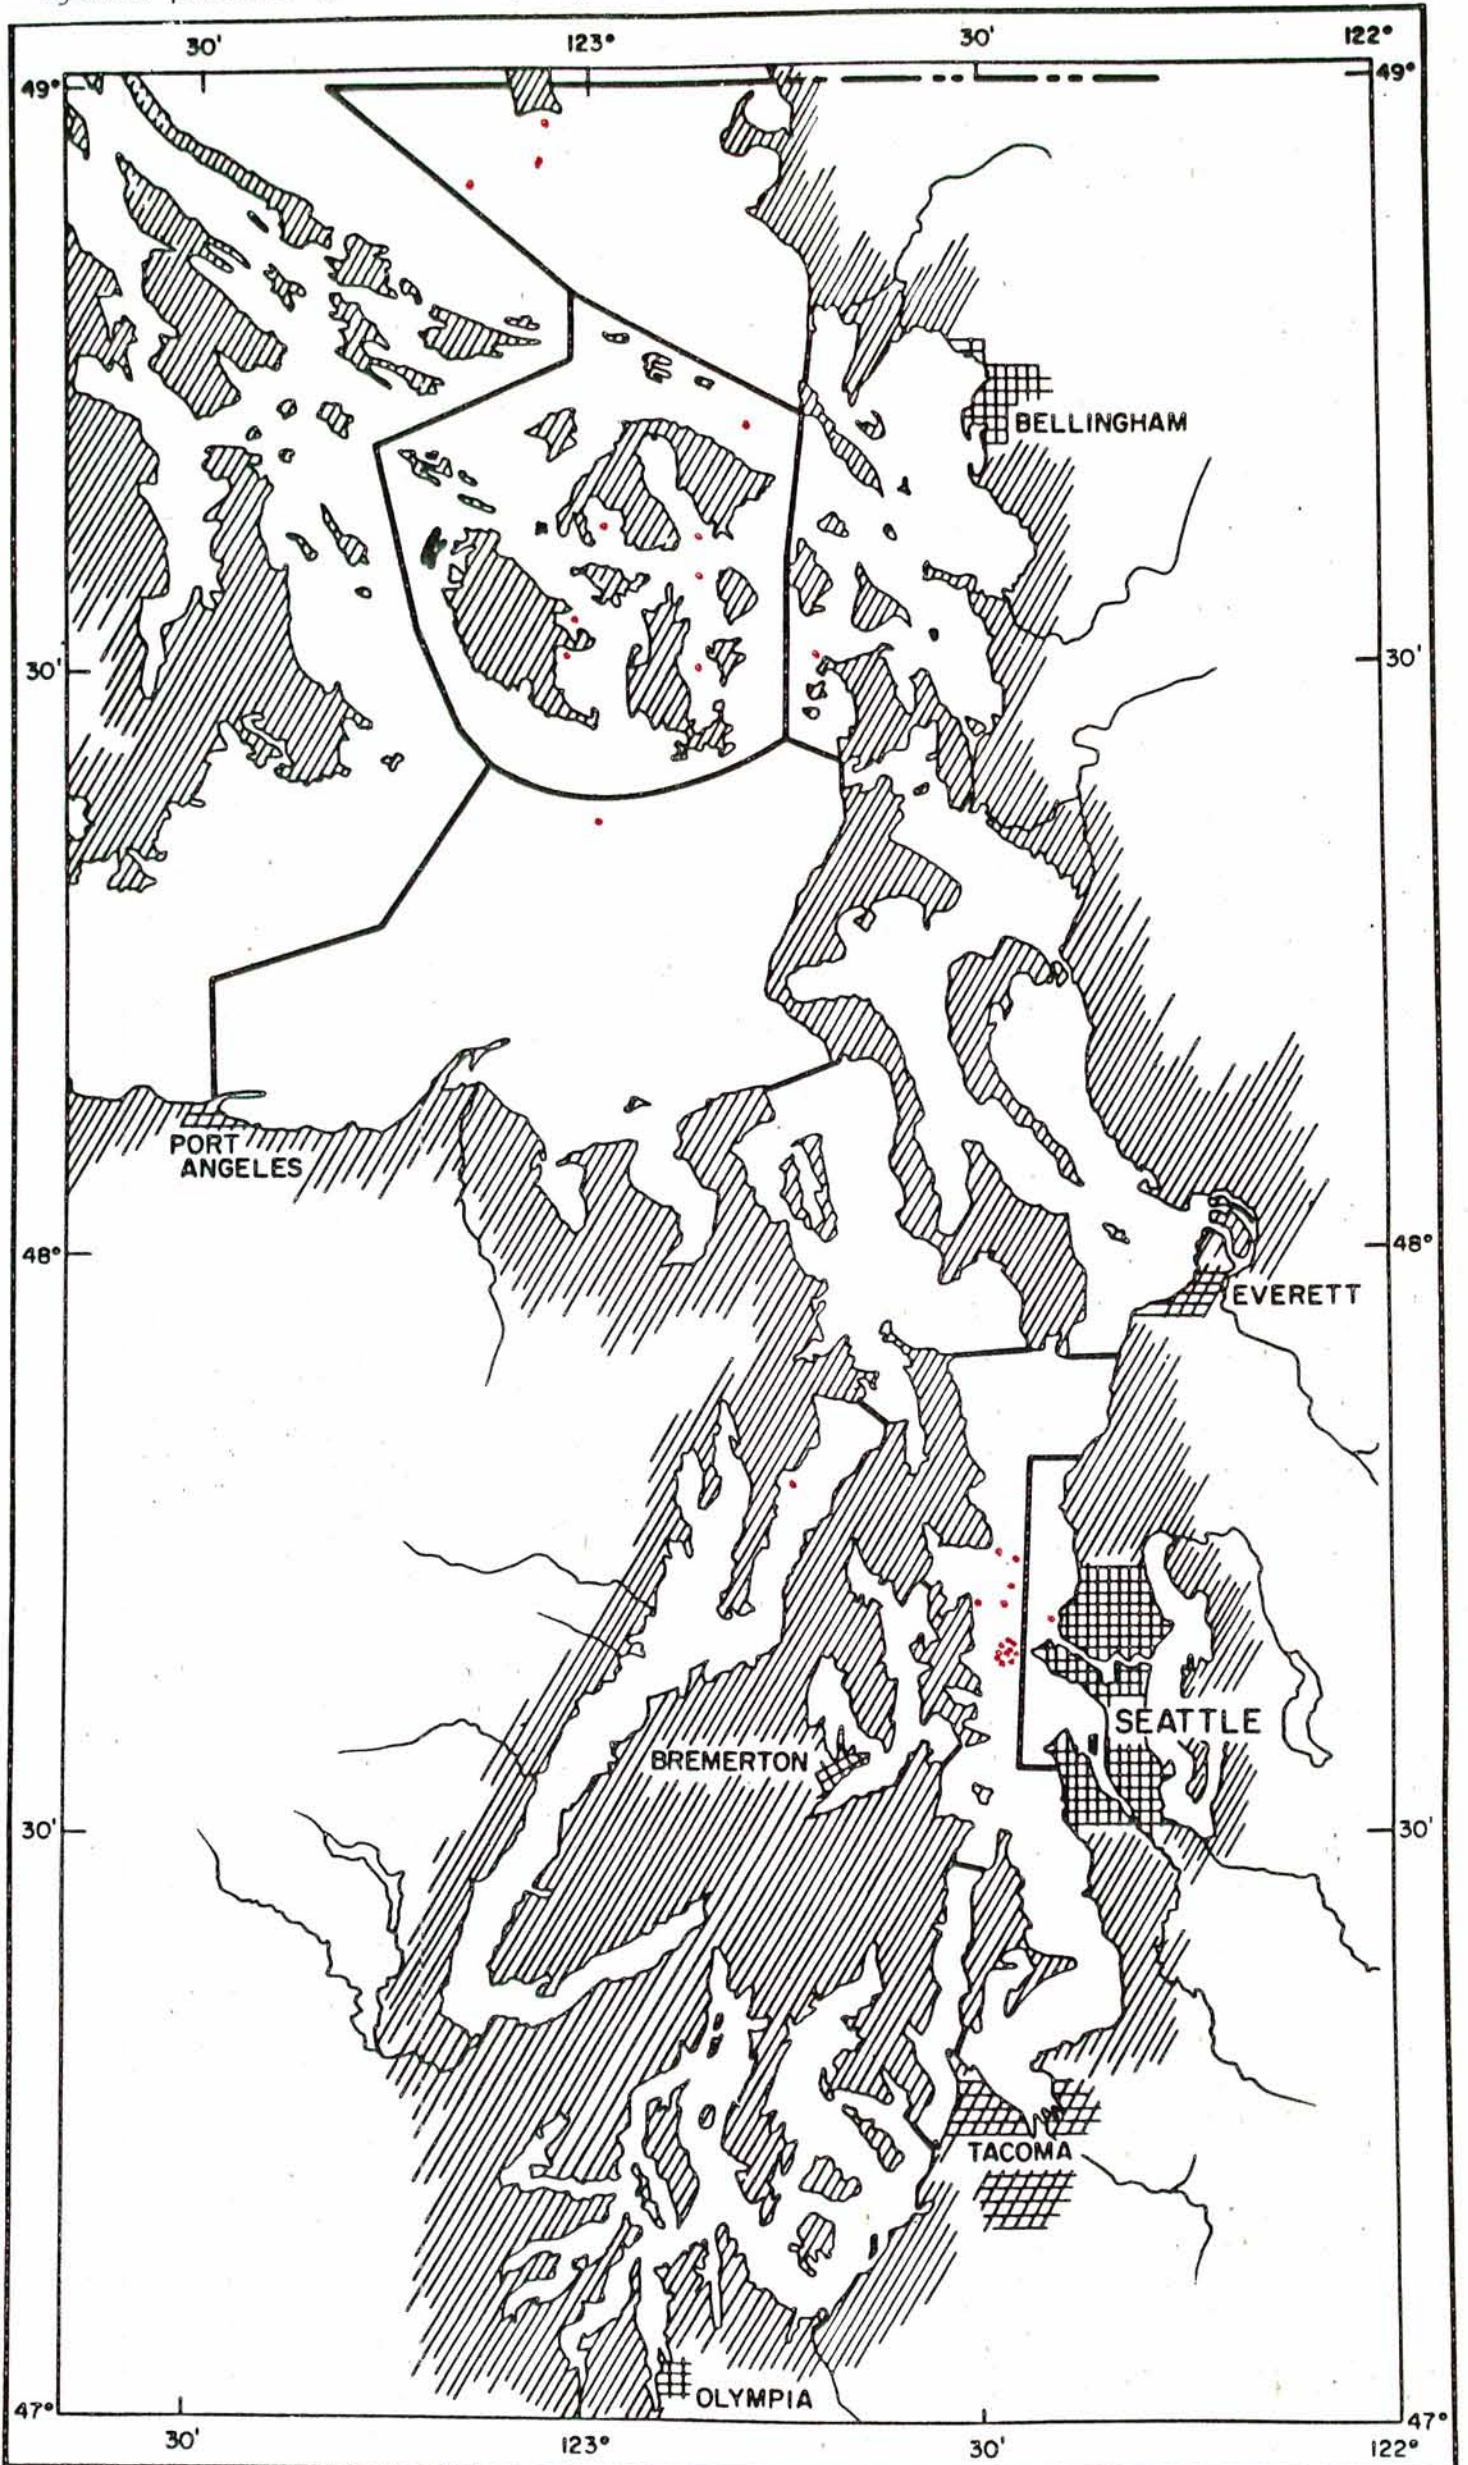 30' 123° 30' 122°
49° 49°
BELLINGHAM
30' 30'
PORT
ANGELES
48° 48°
EVERETT
SEATTLE
BREMERTON
30' 30'
TACOMA
OLYMPIA
47° 47°
30' 123° 30' 122°